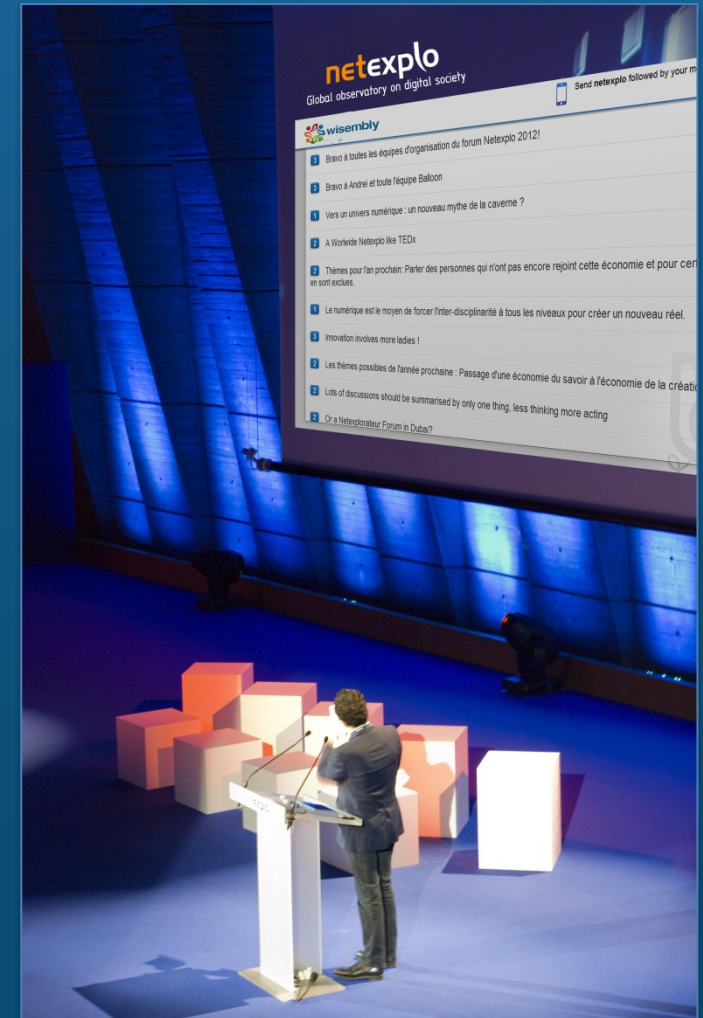 netexplo
Global observatory on digital society
Send netexplo followed by your m
wisembly
3 Bravo à toutes les équipes d'organisation du forum Netexplo 2012!
3 Bravo à Andrei et toute l'équipe Balloon
1 Vers un univers numérique : un nouveau mythe de la caverne ?
2 A Worlwide Netexplo like TEDx
2 Thèmes pour l'an prochain: Parler des personnes qui n'ont pas encore rejoint cette économie et pour cer
en sont exclues.
1 Le numérique est le moyen de forcer l'inter-disciplinarité à tous les niveaux pour créer un nouveau réel.
3 Innovation involves more ladies !
2 Les thèmes possibles de l'année prochaine : Passage d'une économie du savoir à l'économie de la créatio
2 Lots of discussions should be summarised by only one thing, less thinking more acting
2 Or a Netexplorateur Forum in Dubai?